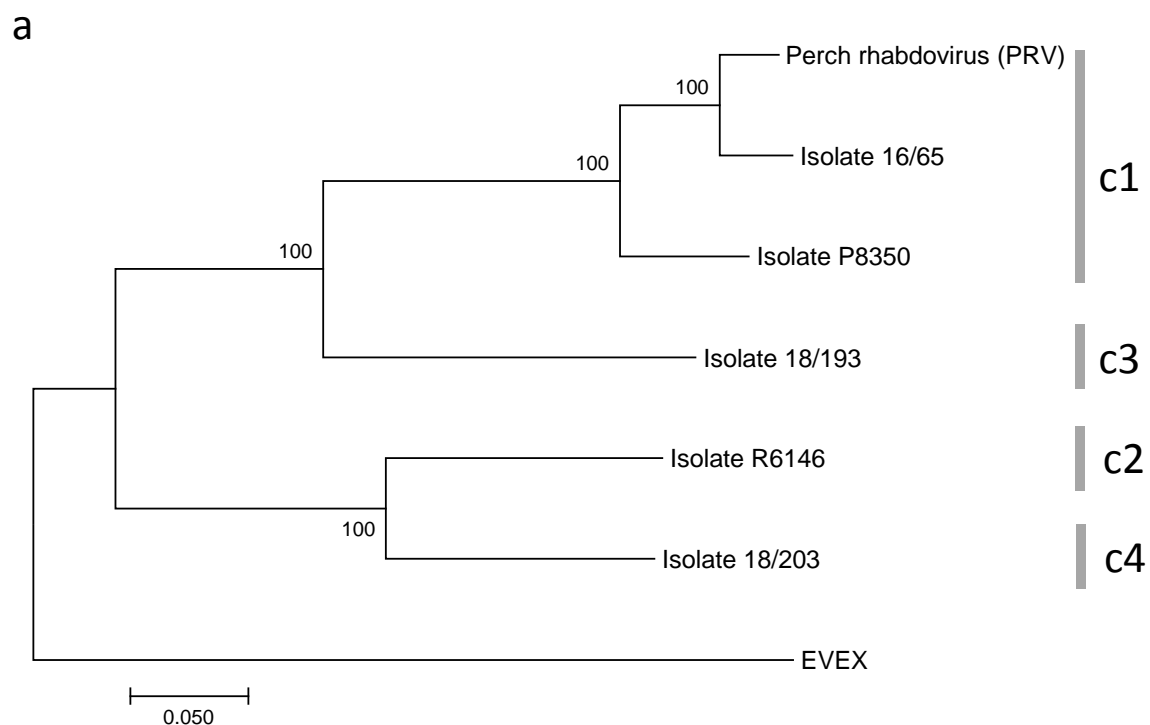 a
Perch rhabdovirus (PRV)
100
Isolate 16/65
100
c1
Isolate P8350
100
Isolate 18/193
c3
Isolate R6146
c2
100
Isolate 18/203
c4
EVEX
0.050